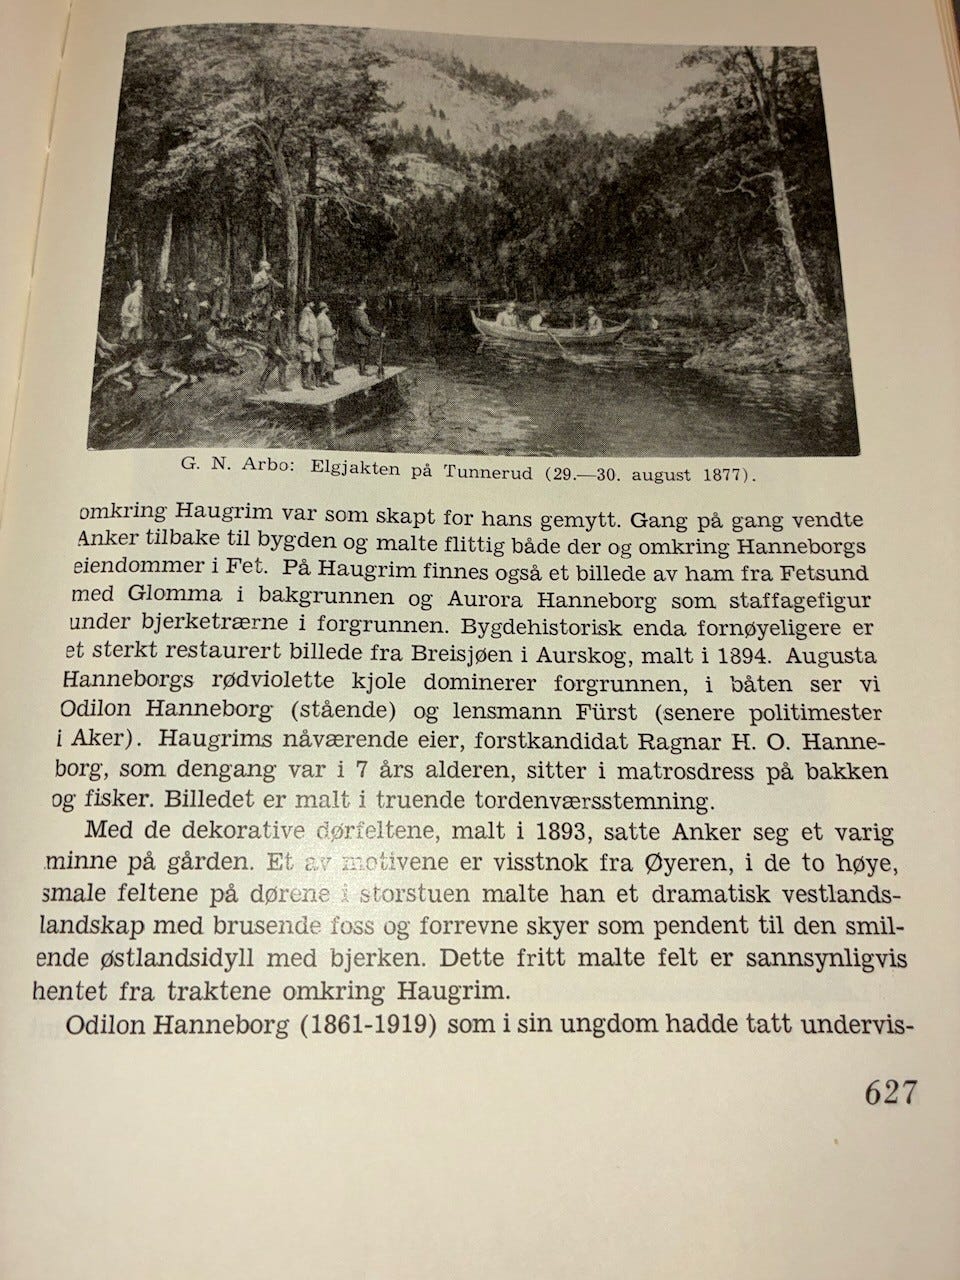 G. N. Arbo: Elgjakten på Tunnerud (29.—30. august 1877).
omkring Haugrim var som skapt for hans gemytt. Gang på gang vendte
Anker tilbake til bygden og malte flittig både der og omkring Hanneborgs
eiendommer i Fet. På Haugrim finnes også et billede av ham fra Fetsund
med Glomma i bakgrunnen og Aurora Hanneborg som staffagefigur
under bjerketrærne i forgrunnen. Bygdehistorisk enda fornøyeligere er
et sterkt restaurert billede fra Breisjøen i Aurskog, malt i 1894. Augusta
Hanneborgs rødviolette kjole dominerer forgrunnen, i båten ser vi
Odilon Hanneborg (stående) og lensmann Fürst (senere politimester
i Aker). Haugrims nåværende eier, forstkandidat Ragnar H. O. Hanne-
borg, som dengang var i 7 års alderen, sitter i matrosdress på bakken
og fisker. Billedet er malt i truende tordenværsstemning.
Med de dekorative dørfeltene, malt i 1893, satte Anker seg et varig
minne på gården. Et av motivene er visstnok fra Øyeren, i de to høye,
smale feltene på dørene i storstuen malte han et dramatisk vestlands-
landskap med brusende foss og forrevne skyer som pendent til den smil-
ende østlandsidyll med bjerken. Dette fritt malte felt er sannsynligvis
hentet fra traktene omkring Haugrim.
Odilon Hanneborg (1861-1919) som i sin ungdom hadde tatt undervis-
627